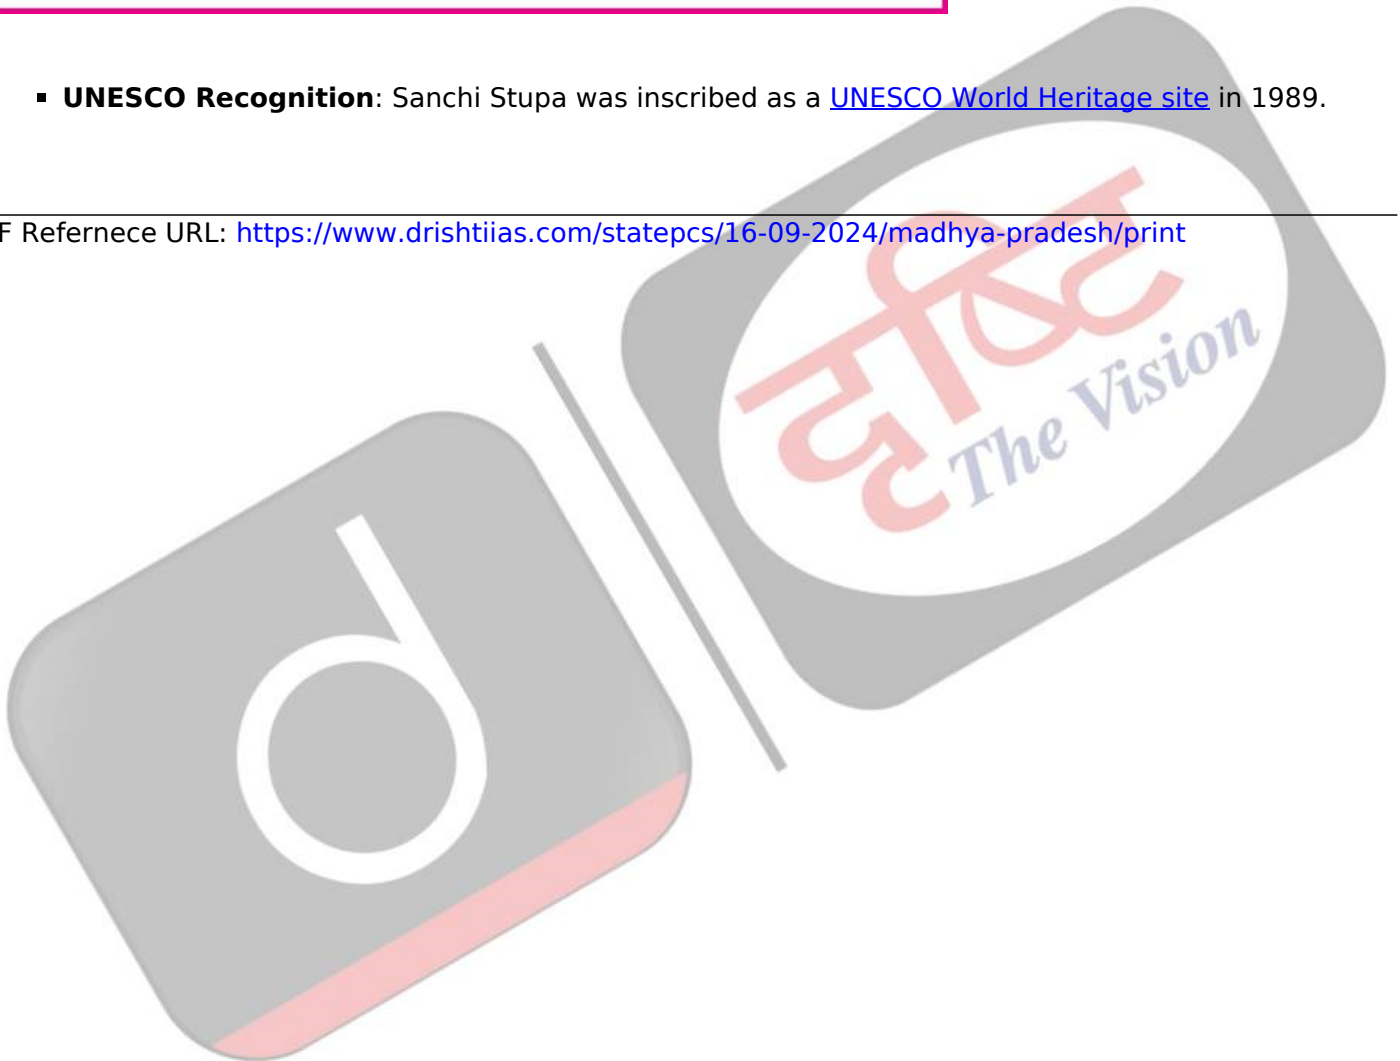 ▪ UNESCO Recognition: Sanchi Stupa was inscribed as a UNESCO World Heritage site in 1989.
F Refernece URL: https://www.drishtiias.com/statepcs/16-09-2024/madhya-pradesh/print
दृष्टि
The Vision
d